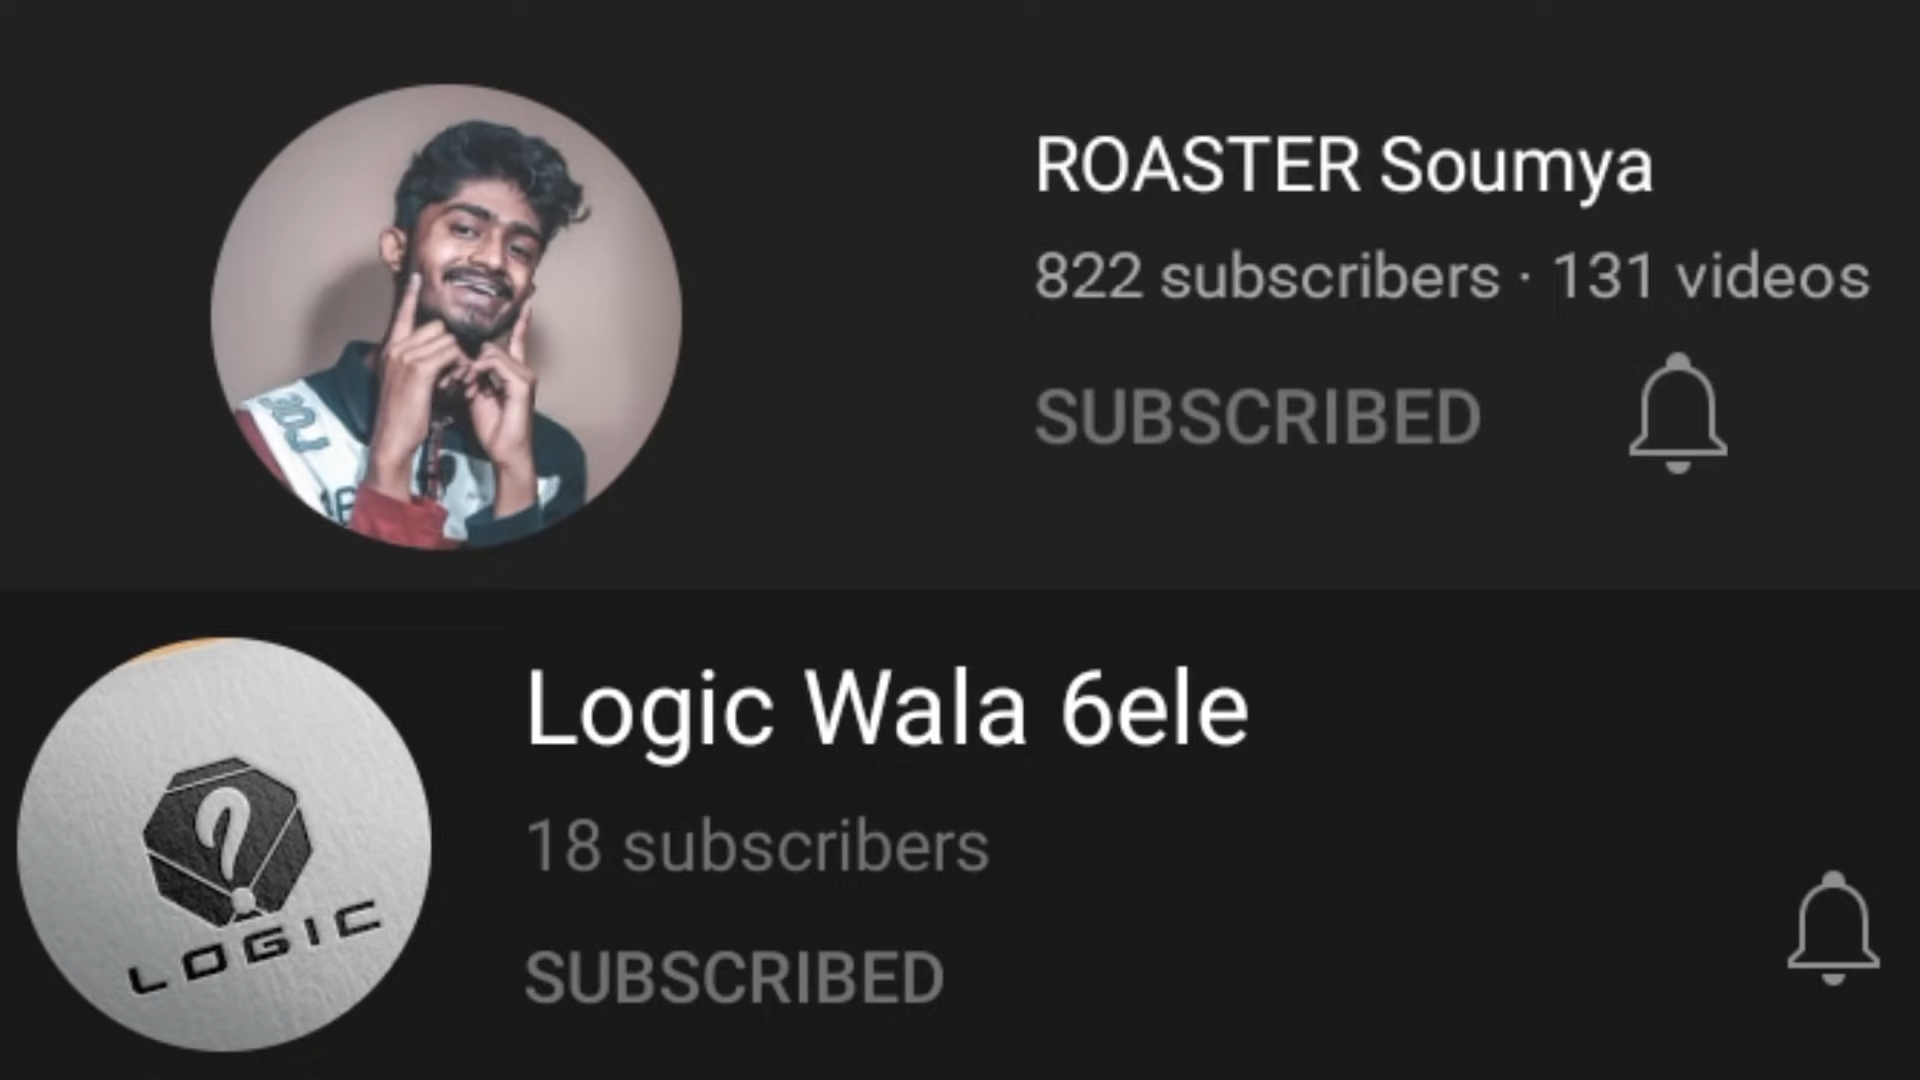 ROASTER Soumya
822 subscribers · 131 videos
SUBSCRIBED
Logic Wala 6ele
18 subscribers
SUBSCRIBED
LOGIC